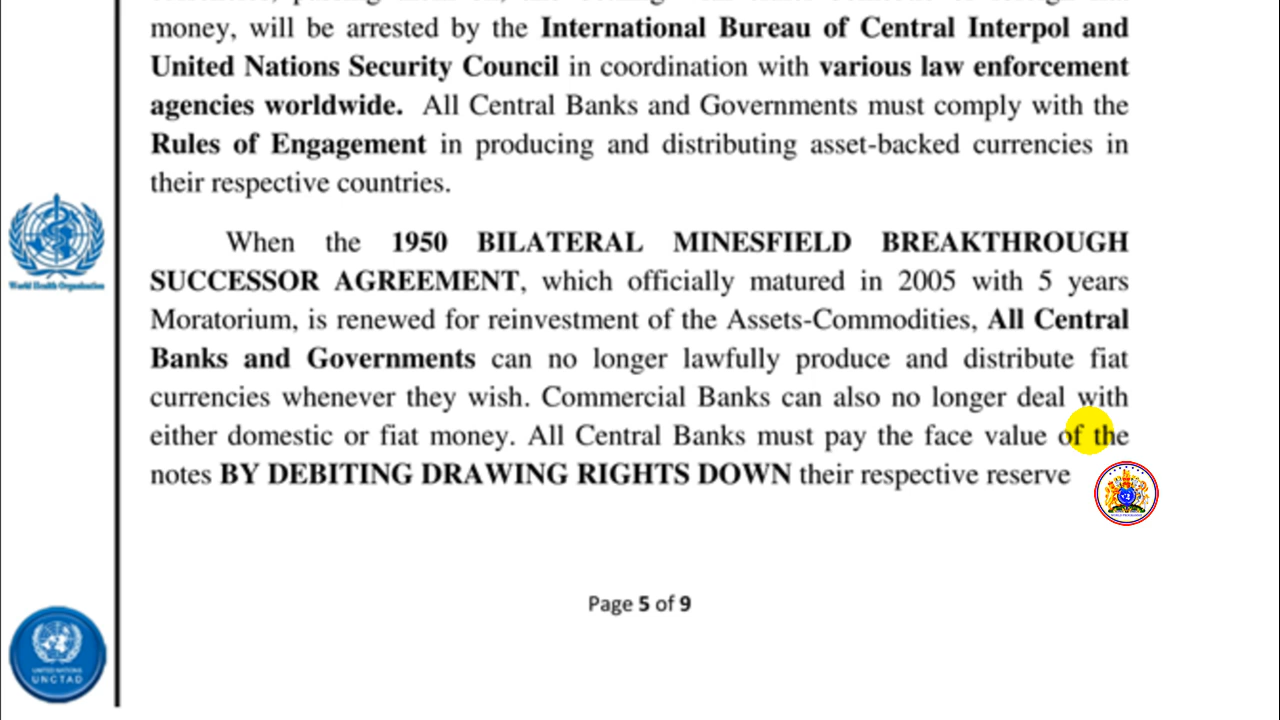 money, will be arrested by the International Bureau of Central Interpol and
United Nations Security Council in coordination with various law enforcement
agencies worldwide. All Central Banks and Governments must comply with the
Rules of Engagement in producing and distributing asset-backed currencies in
their respective countries.
World Health Organization
When the 1950 BILATERAL MINESFIELD BREAKTHROUGH
SUCCESSOR AGREEMENT, which officially matured in 2005 with 5 years
Moratorium, is renewed for reinvestment of the Assets-Commodities, All Central
Banks and Governments can no longer lawfully produce and distribute fiat
currencies whenever they wish. Commercial Banks can also no longer deal with
either domestic or fiat money. All Central Banks must pay the face value of the
notes BY DEBITING DRAWING RIGHTS DOWN their respective reserve
Page 5 of 9
UNITED NATIONS
UNCTAD